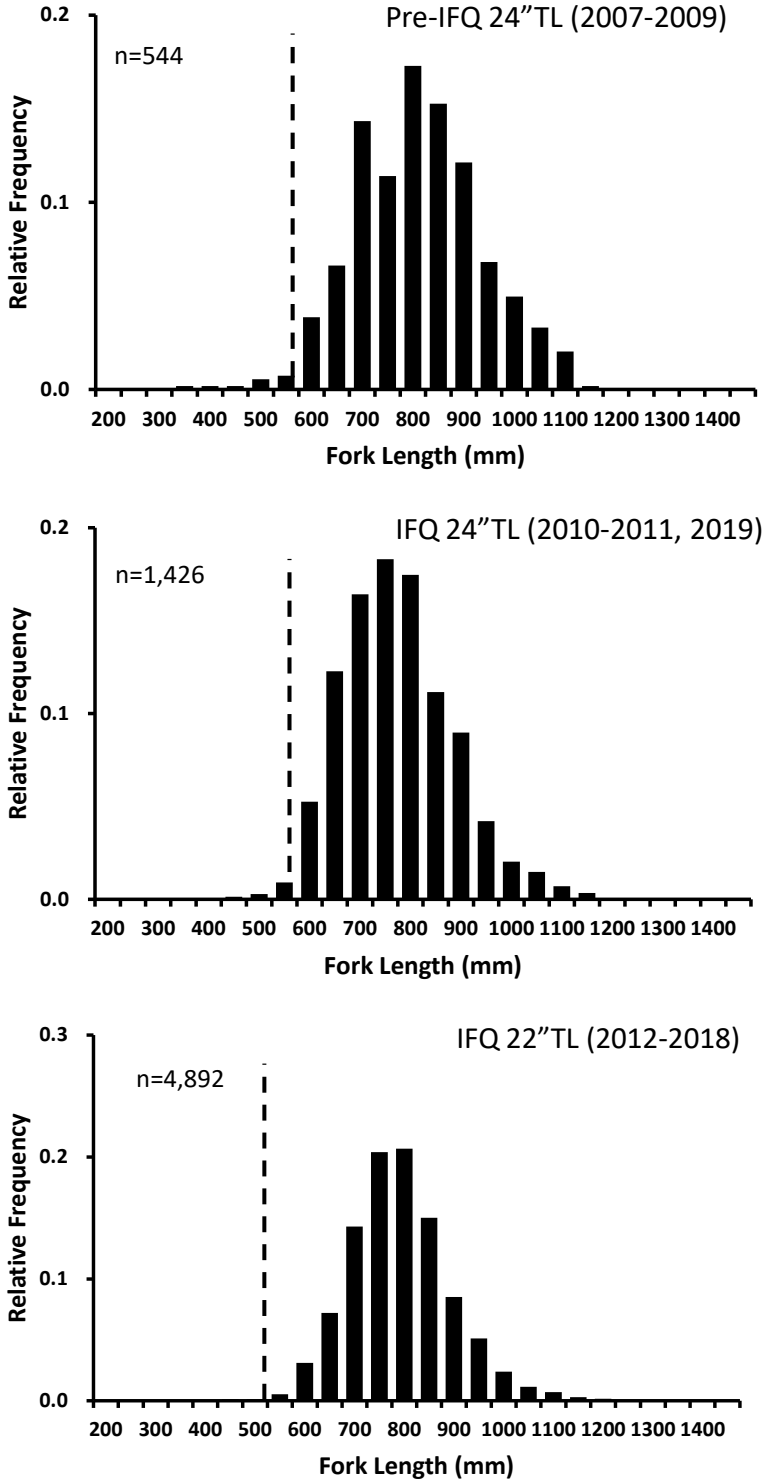 Pre-IFQ 24”TL (2007-2009)
n=544
0.2
0.1
0.0
Relative Frequency
200 300 400 500 600 700 800 900 1000 1100 1200 1300 1400
Fork Length (mm)
IFQ 24”TL (2010-2011, 2019)
n=1,426
0.2
0.1
0.0
Relative Frequency
200 300 400 500 600 700 800 900 1000 1100 1200 1300 1400
Fork Length (mm)
IFQ 22”TL (2012-2018)
n=4,892
0.3
0.2
0.1
0.0
Relative Frequency
200 300 400 500 600 700 800 900 1000 1100 1200 1300 1400
Fork Length (mm)